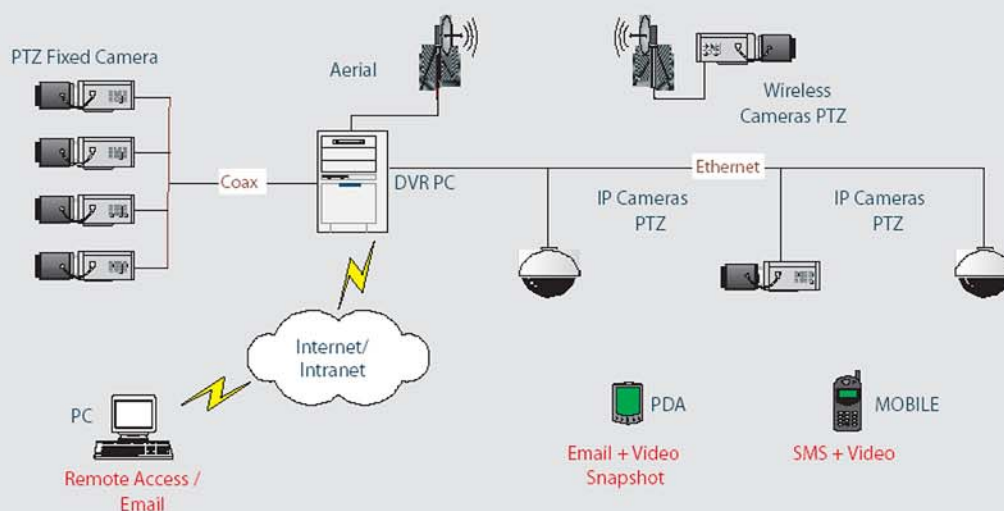 PTZ Fixed Camera
Aerial
Wireless
Cameras PTZ
Coax
DVR PC
Ethernet
IP Cameras
PTZ
IP Cameras
PTZ
Internet/
Intranet
PC
Remote Access /
Email
PDA
Email + Video
Snapshot
MOBILE
SMS + Video